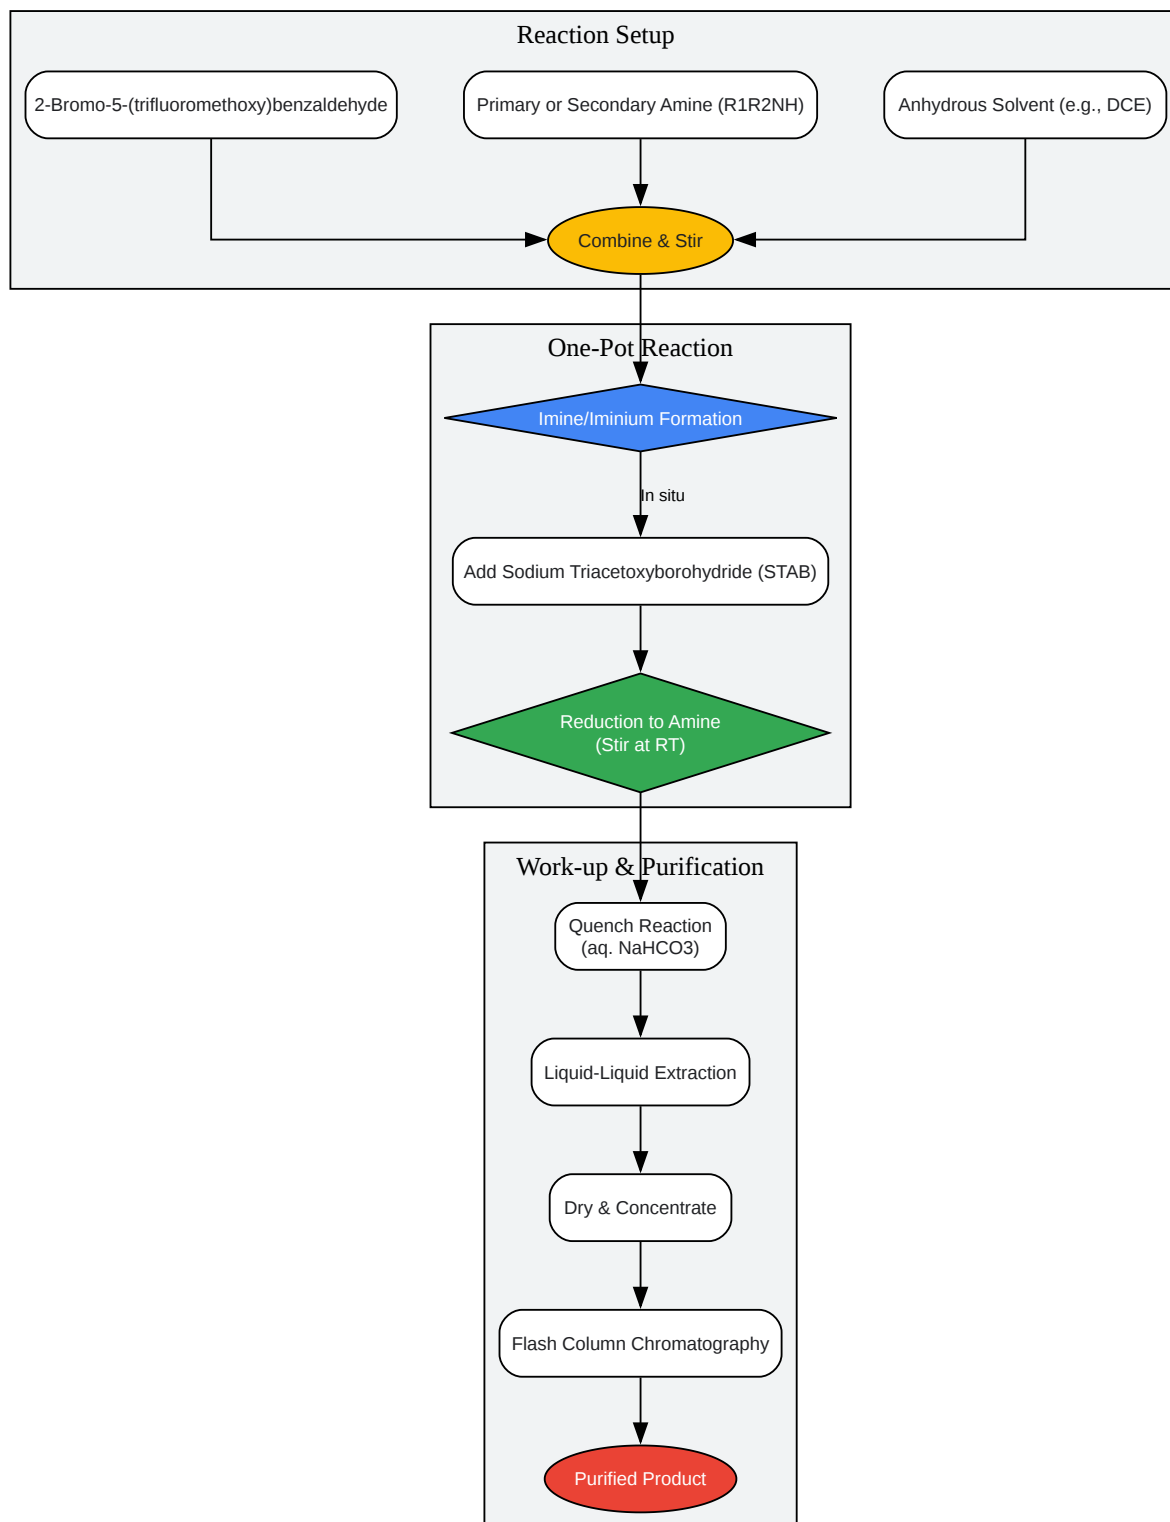 Reaction Setup
2-Bromo-5-(trifluoromethoxy)benzaldehyde
Primary or Secondary Amine (R1R2NH)
Anhydrous Solvent (e.g., DCE)
Combine & Stir
One-Pot Reaction
Imine/Iminium Formation
In situ
Add Sodium Triacetoxyborohydride (STAB)
Reduction to Amine
(Stir at RT)
Work-up & Purification
Quench Reaction
(aq. NaHCO3)
Liquid-Liquid Extraction
Dry & Concentrate
Flash Column Chromatography
Purified Product